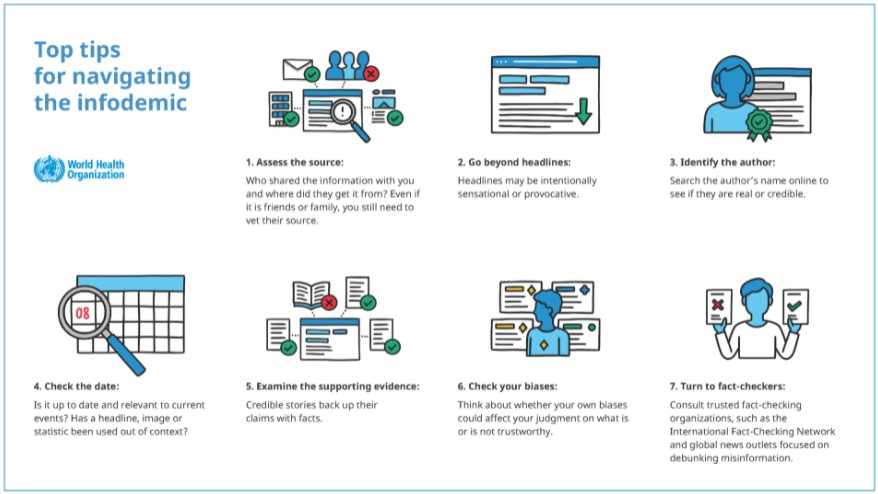 Top tips
for navigating
the infodemic
World Health
Organization
1. Assess the source:
Who shared the information with you
and where did they get it from? Even if
it is friends or family, you still need to
vet their source.
2. Go beyond headlines:
Headlines may be intentionally
sensational or provocative.
3. Identify the author:
Search the author's name online to
see if they are real or credible.
08
4. Check the date:
Is it up to date and relevant to current
events? Has a headline, image or
statistic been used out of context?
5. Examine the supporting evidence:
Credible stories back up their
claims with facts.
6. Check your biases:
Think about whether your own biases
could affect your judgment on what is
or is not trustworthy.
7. Turn to fact-checkers:
Consult trusted fact-checking
organizations, such as the
International Fact-Checking Network
and global news outlets focused on
debunking misinformation.